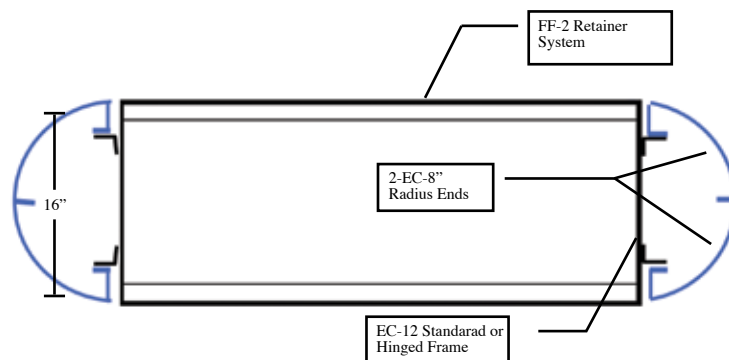 FF-2 Retainer
System
2-EC-8”
Radius Ends
16”
EC-12 Standarad or
Hinged Frame